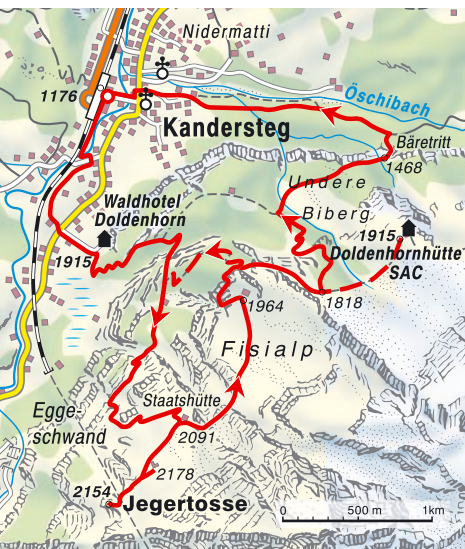 Nidermatti
1176
Öschibach
Kandersteg
Bäretritt
1468
Undere
Biberg
Waldhotel
Doldenhorn
1915
1915
Doldenhornhütte
SAC
1818
1964
Fisialp
Staatshütte
Egge-
schwand
2091
2178
2154
Jegertosse
0 500 m 1km